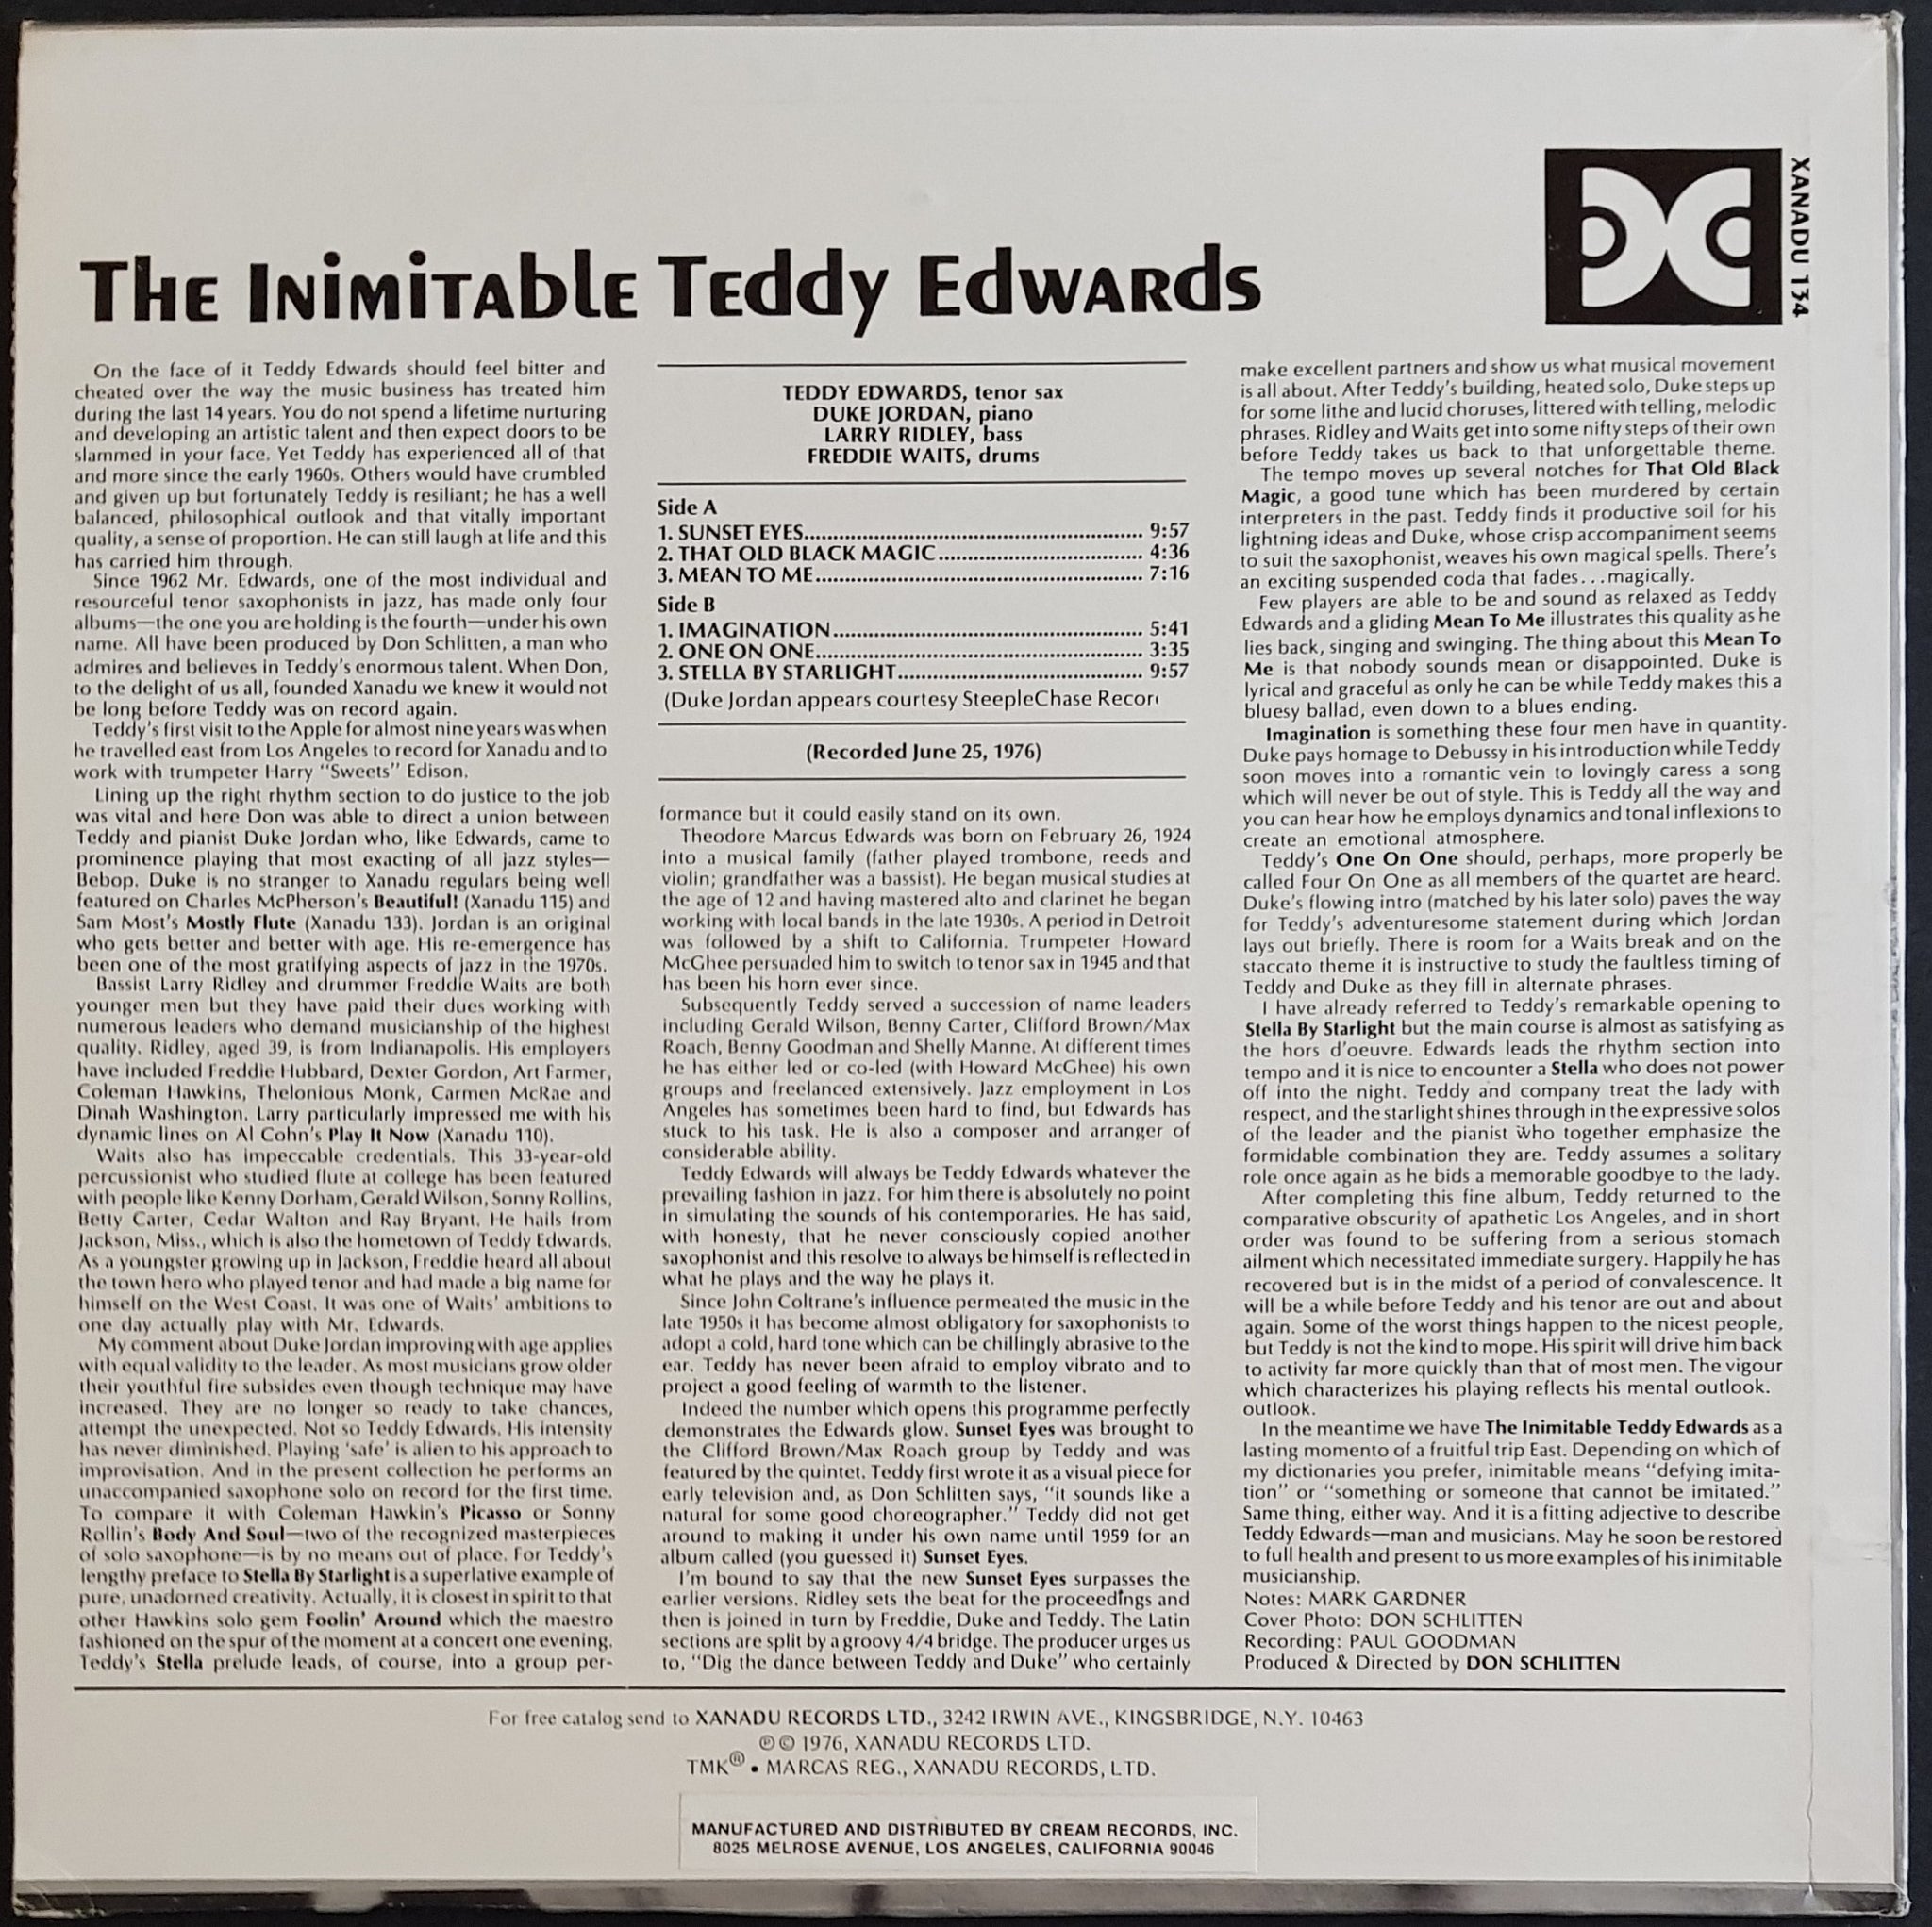 XANADU 134
The Inimitable Teddy Edwards
On the face of it Teddy Edwards should feel bitter and
cheated over the way the music business has treated him
during the last 14 years. You do not spend a lifetime nurturing
and developing an artistic talent and then expect doors to be
slammed in your face. Yet Teddy has experienced all of that
and more since the early 1960s. Others would have crumbled
and given up but fortunately Teddy is resiliant; he has a well
balanced, philosophical outlook and that vitally important
quality, a sense of proportion. He can still laugh at life and this
has carried him through.
Since 1962 Mr. Edwards, one of the most individual and
resourceful tenor saxophonists in jazz, has made only four
albums—the one you are holding is the fourth—under his own
name. All have been produced by Don Schlitten, a man who
admires and believes in Teddy's enormous talent. When Don,
to the delight of us all, founded Xanadu we knew it would not
be long before Teddy was on record again.
Teddy's first visit to the Apple for almost nine years was when
he travelled east from Los Angeles to record for Xanadu and to
work with trumpeter Harry "Sweets" Edison.
Lining up the right rhythm section to do justice to the job
was vital and here Don was able to direct a union between
Teddy and pianist Duke Jordan who, like Edwards, came to
prominence playing that most exacting of all jazz styles—
Bebop. Duke is no stranger to Xanadu regulars being well
featured on Charles McPherson's Beautiful! (Xanadu 115) and
Sam Most's Mostly Flute (Xanadu 133). Jordan is an original
who gets better and better with age. His re-emergence has
been one of the most gratifying aspects of jazz in the 1970s.
Bassist Larry Ridley and drummer Freddie Waits are both
younger men but they have paid their dues working with
numerous leaders who demand musicianship of the highest
quality. Ridley, aged 39, is from Indianapolis. His employers
have included Freddie Hubbard, Dexter Gordon, Art Farmer,
Coleman Hawkins, Thelonious Monk, Carmen McRae and
Dinah Washington. Larry particularly impressed me with his
dynamic lines on Al Cohn's Play It Now (Xanadu 110).
Waits also has impeccable credentials. This 33-year-old
percussionist who studied flute at college has been featured
with people like Kenny Dorham, Gerald Wilson, Sonny Rollins,
Betty Carter, Cedar Walton and Ray Bryant. He hails from
Jackson, Miss., which is also the hometown of Teddy Edwards.
As a youngster growing up in Jackson, Freddie heard all about
the town hero who played tenor and had made a big name for
himself on the West Coast. It was one of Waits' ambitions to
one day actually play with Mr. Edwards.
My comment about Duke Jordan improving with age applies
with equal validity to the leader. As most musicians grow older
their youthful fire subsides even though technique may have
increased. They are no longer so ready to take chances,
attempt the unexpected. Not so Teddy Edwards. His intensity
has never diminished. Playing 'safe' is alien to his approach to
improvisation. And in the present collection he performs an
unaccompanied saxophone solo on record for the first time.
To compare it with Coleman Hawkin's Picasso or Sonny
Rollin's Body And Soul—two of the recognized masterpieces
of solo saxophone—is by no means out of place. For Teddy's
lengthy preface to Stella By Starlight is a superlative example of
pure, unadorned creativity. Actually, it is closest in spirit to that
other Hawkins solo gem Foolin' Around which the maestro
fashioned on the spur of the moment at a concert one evening.
Teddy's Stella prelude leads, of course, into a group per-
TEDDY EDWARDS, tenor sax
DUKE JORDAN, piano
LARRY RIDLEY, bass
FREDDIE WAITS, drums
Side A
1. SUNSET EYES.......... 9:57
2. THAT OLD BLACK MAGIC.......... 4:36
3. MEAN TO ME.......... 7:16
Side B
1. IMAGINATION.......... 5:41
2. ONE ON ONE.......... 3:35
3. STELLA BY STARLIGHT.......... 9:57
(Duke Jordan appears courtesy SteepleChase Recor
(Recorded June 25, 1976)
formance but it could easily stand on its own.
Theodore Marcus Edwards was born on February 26, 1924
into a musical family (father played trombone, reeds and
violin; grandfather was a bassist). He began musical studies at
the age of 12 and having mastered alto and clarinet he began
working with local bands in the late 1930s. A period in Detroit
was followed by a shift to California. Trumpeter Howard
McGhee persuaded him to switch to tenor sax in 1945 and that
has been his horn ever since.
Subsequently Teddy served a succession of name leaders
including Gerald Wilson, Benny Carter, Clifford Brown/Max
Roach, Benny Goodman and Shelly Manne. At different times
he has either led or co-led (with Howard McGhee) his own
groups and freelanced extensively. Jazz employment in Los
Angeles has sometimes been hard to find, but Edwards has
stuck to his task. He is also a composer and arranger of
considerable ability.
Teddy Edwards will always be Teddy Edwards whatever the
prevailing fashion in jazz. For him there is absolutely no point
in simulating the sounds of his contemporaries. He has said,
with honesty, that he never consciously copied another
saxophonist and this resolve to always be himself is reflected in
what he plays and the way he plays it.
Since John Coltrane's influence permeated the music in the
late 1950s it has become almost obligatory for saxophonists to
adopt a cold, hard tone which can be chillingly abrasive to the
ear. Teddy has never been afraid to employ vibrato and to
project a good feeling of warmth to the listener.
Indeed the number which opens this programme perfectly
demonstrates the Edwards glow. Sunset Eyes was brought to
the Clifford Brown/Max Roach group by Teddy and was
featured by the quintet. Teddy first wrote it as a visual piece for
early television and, as Don Schlitten says, "it sounds like a
natural for some good choreographer." Teddy did not get
around to making it under his own name until 1959 for an
album called (you guessed it) Sunset Eyes.
I'm bound to say that the new Sunset Eyes surpasses the
earlier versions. Ridley sets the beat for the proceedings and
then is joined in turn by Freddie, Duke and Teddy. The Latin
sections are split by a groovy 4/4 bridge. The producer urges us
to, "Dig the dance between Teddy and Duke" who certainly
make excellent partners and show us what musical movement
is all about. After Teddy's building, heated solo, Duke steps up
for some lithe and lucid choruses, littered with telling, melodic
phrases. Ridley and Waits get into some nifty steps of their own
before Teddy takes us back to that unforgettable theme.
The tempo moves up several notches for That Old Black
Magic, a good tune which has been murdered by certain
interpreters in the past. Teddy finds it productive soil for his
lightning ideas and Duke, whose crisp accompaniment seems
to suit the saxophonist, weaves his own magical spells. There's
an exciting suspended coda that fades...magically.
Few players are able to be and sound as relaxed as Teddy
Edwards and a gliding Mean To Me illustrates this quality as he
lies back, singing and swinging. The thing about this Mean To
Me is that nobody sounds mean or disappointed. Duke is
lyrical and graceful as only he can be while Teddy makes this a
bluesy ballad, even down to a blues ending.
Imagination is something these four men have in quantity.
Duke pays homage to Debussy in his introduction while Teddy
soon moves into a romantic vein to lovingly caress a song
which will never be out of style. This is Teddy all the way and
you can hear how he employs dynamics and tonal inflexions to
create an emotional atmosphere.
Teddy's One On One should, perhaps, more properly be
called Four On One as all members of the quartet are heard.
Duke's flowing intro (matched by his later solo) paves the way
for Teddy's adventuresome statement during which Jordan
lays out briefly. There is room for a Waits break and on the
staccato theme it is instructive to study the faultless timing of
Teddy and Duke as they fill in alternate phrases.
I have already referred to Teddy's remarkable opening to
Stella By Starlight but the main course is almost as satisfying as
the hors d'oeuvre. Edwards leads the rhythm section into
tempo and it is nice to encounter a Stella who does not power
off into the night. Teddy and company treat the lady with
respect, and the starlight shines through in the expressive solos
of the leader and the pianist who together emphasize the
formidable combination they are. Teddy assumes a solitary
role once again as he bids a memorable goodbye to the lady.
After completing this fine album, Teddy returned to the
comparative obscurity of apathetic Los Angeles, and in short
order was found to be suffering from a serious stomach
ailment which necessitated immediate surgery. Happily he has
recovered but is in the midst of a period of convalescence. It
will be a while before Teddy and his tenor are out and about
again. Some of the worst things happen to the nicest people,
but Teddy is not the kind to mope. His spirit will drive him back
to activity far more quickly than that of most men. The vigour
which characterizes his playing reflects his mental outlook.
outlook.
In the meantime we have The Inimitable Teddy Edwards as a
lasting momento of a fruitful trip East. Depending on which of
my dictionaries you prefer, inimitable means "defying imita-
tion" or "something or someone that cannot be imitated."
Same thing, either way. And it is a fitting adjective to describe
Teddy Edwards—man and musicians. May he soon be restored
to full health and present to us more examples of his inimitable
musicianship.
Notes: MARK GARDNER
Cover Photo: DON SCHLITTEN
Recording: PAUL GOODMAN
Produced & Directed by DON SCHLITTEN
For free catalog send to XANADU RECORDS LTD., 3242 IRWIN AVE., KINGSBRIDGE, N.Y. 10463
℗ © 1976, XANADU RECORDS LTD.
TMK® • MARCAS REG., XANADU RECORDS, LTD.
MANUFACTURED AND DISTRIBUTED BY CREAM RECORDS, INC.
8025 MELROSE AVENUE, LOS ANGELES, CALIFORNIA 90046